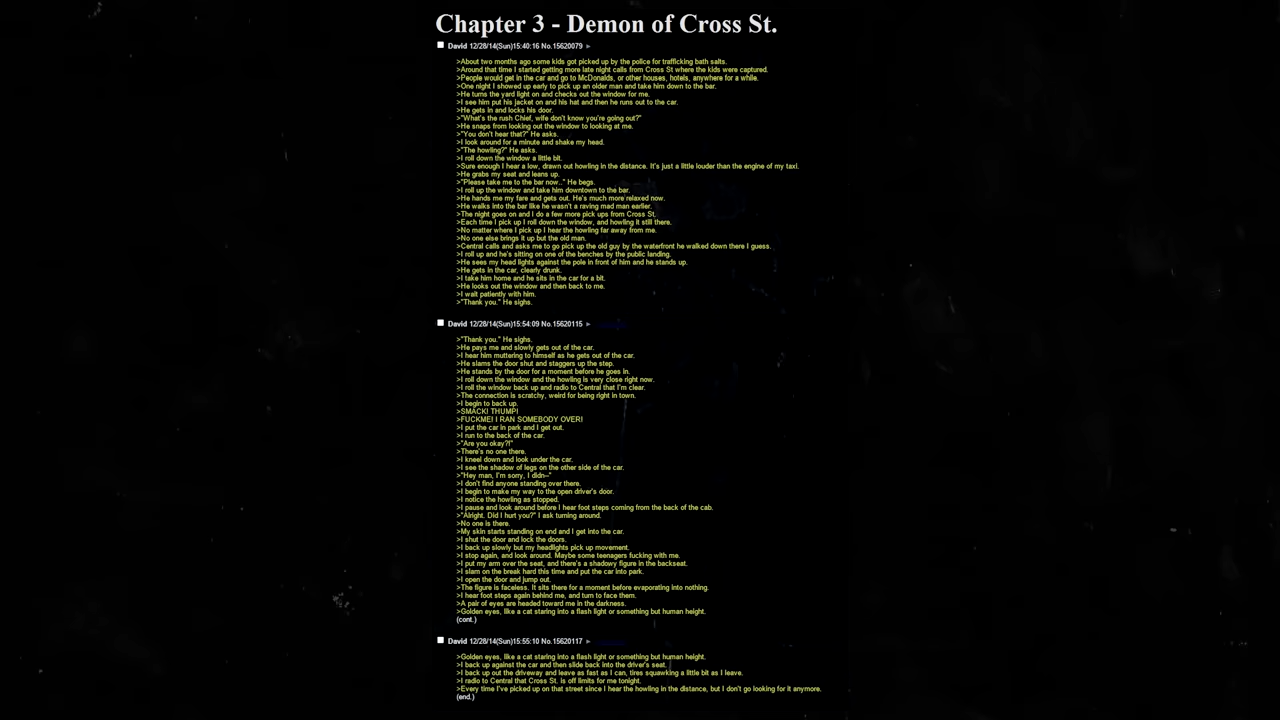 Chapter 3 - Demon of Cross St.
David 12/28/14(Sun)15:40:16 No.15620079 ►
>About two months ago some kids got picked up by the police for trafficking bath salts.
>Around that time I started getting more late night calls from Cross St where the kids were captured.
>People would get in the car and go to McDonalds, or other houses, hotels, anywhere for a while.
>One night I showed up early to pick up an older man and take him down to the bar.
>He turns the yard light on and checks out the window for me.
>I see him put his jacket on and his hat and then he runs out to the car.
>He gets in and locks his door.
>"What's the rush Chief, wife don't know you're going out?"
>He snaps from looking out the window to looking at me.
>"You don't hear that?" He asks.
>I look around for a minute and shake my head.
>"The howling?" He asks.
>I roll down the window a little bit.
>Sure enough I hear a low, drawn out howling in the distance. It's just a little louder than the engine of my taxi.
>He grabs my seat and leans up.
>"Please take me to the bar now.." He begs.
>I roll up the window and take him downtown to the bar.
>He hands me my fare and gets out. He's much more relaxed now.
>He walks into the bar like he wasn't a raving mad man earlier.
>The night goes on and I do a few more pick ups from Cross St.
>Each time I pick up I roll down the window, and howling it still there.
>No matter where I pick up I hear the howling far away from me.
>No one else brings it up but the old man.
>Central calls and asks me to go pick up the old guy by the waterfront he walked down there I guess.
>I roll up and he's sitting on one of the benches by the public landing.
>He sees my head lights against the pole in front of him and he stands up.
>He gets in the car, clearly drunk.
>I take him home and he sits in the car for a bit.
>He looks out the window and then back to me.
>I wait patiently with him.
>"Thank you." He sighs.
David 12/28/14(Sun)15:54:09 No.15620115 ►
>"Thank you." He sighs.
>He pays me and slowly gets out of the car.
>I hear him muttering to himself as he gets out of the car.
>He slams the door shut and staggers up the step.
>He stands by the door for a moment before he goes in.
>I roll down the window and the howling is very close right now.
>I roll the window back up and radio to Central that I'm clear.
>The connection is scratchy, weird for being right in town.
>I begin to back up.
>SMACK! THUMP!
>FUCKME! I RAN SOMEBODY OVER!
>I put the car in park and I get out.
>I run to the back of the car.
>"Are you okay?!"
>There's no one there.
>I kneel down and look under the car.
>I see the shadow of legs on the other side of the car.
>"Hey man, I'm sorry, I didn--"
>I don't find anyone standing over there.
>I begin to make my way to the open driver's door.
>I notice the howling as stopped.
>I pause and look around before I hear foot steps coming from the back of the cab.
>"Alright. Did I hurt you?" I ask turning around.
>No one is there.
>My skin starts standing on end and I get into the car.
>I shut the door and lock the doors.
>I back up slowly but my headlights pick up movement.
>I stop again, and look around. Maybe some teenagers fucking with me.
>I put my arm over the seat, and there's a shadowy figure in the backseat.
>I slam on the break hard this time and put the car into park.
>I open the door and jump out.
>The figure is faceless. It sits there for a moment before evaporating into nothing.
>I hear foot steps again behind me, and turn to face them.
>A pair of eyes are headed toward me in the darkness.
>Golden eyes, like a cat staring into a flash light or something but human height.
(cont.)
David 12/28/14(Sun)15:55:10 No.15620117 ►
>Golden eyes, like a cat staring into a flash light or something but human height.
>I back up against the car and then slide back into the driver's seat.
>I back up out the driveway and leave as fast as I can, tires squawking a little bit as I leave.
>I radio to Central that Cross St. is off limits for me tonight.
>Every time I've picked up on that street since I hear the howling in the distance, but I don't go looking for it anymore.
(end.)